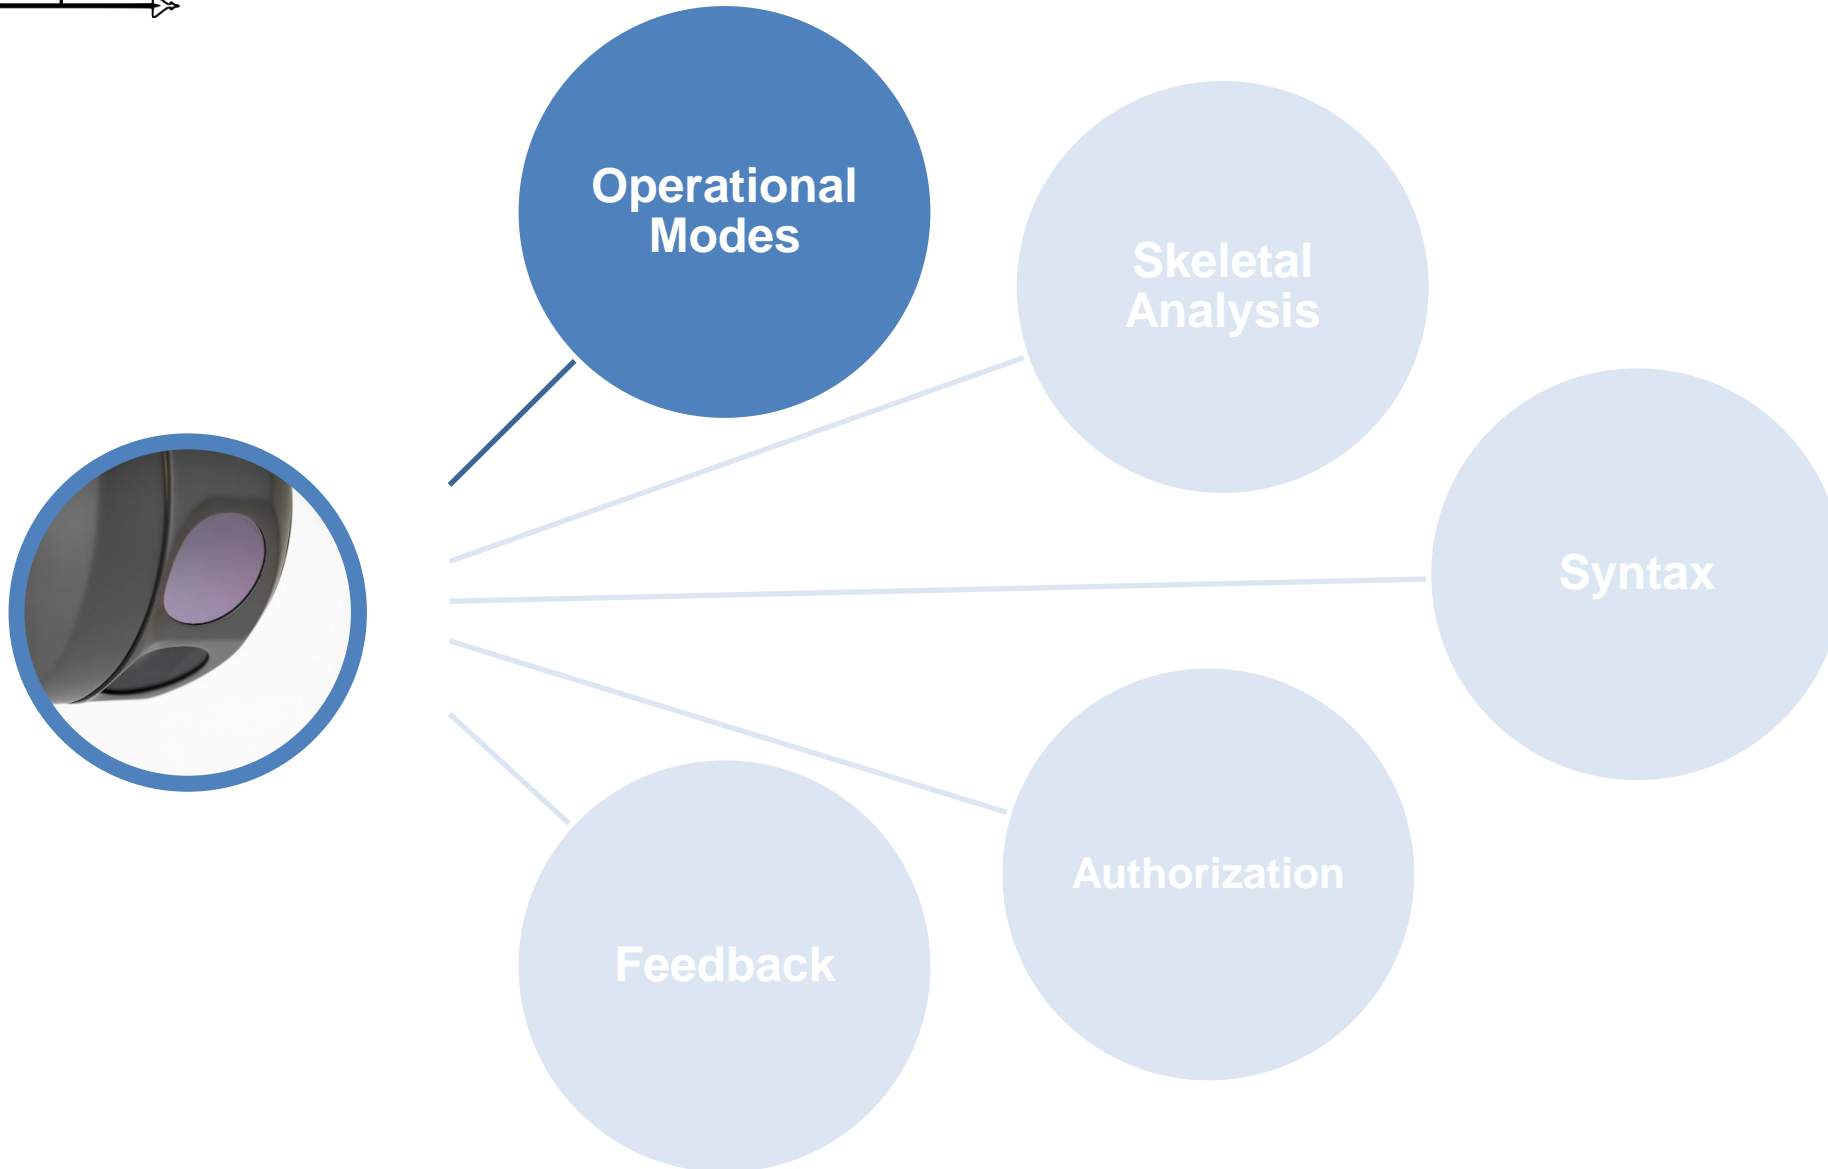 Operational
Modes
Skeletal
Analysis
Syntax
Authorization
Feedback